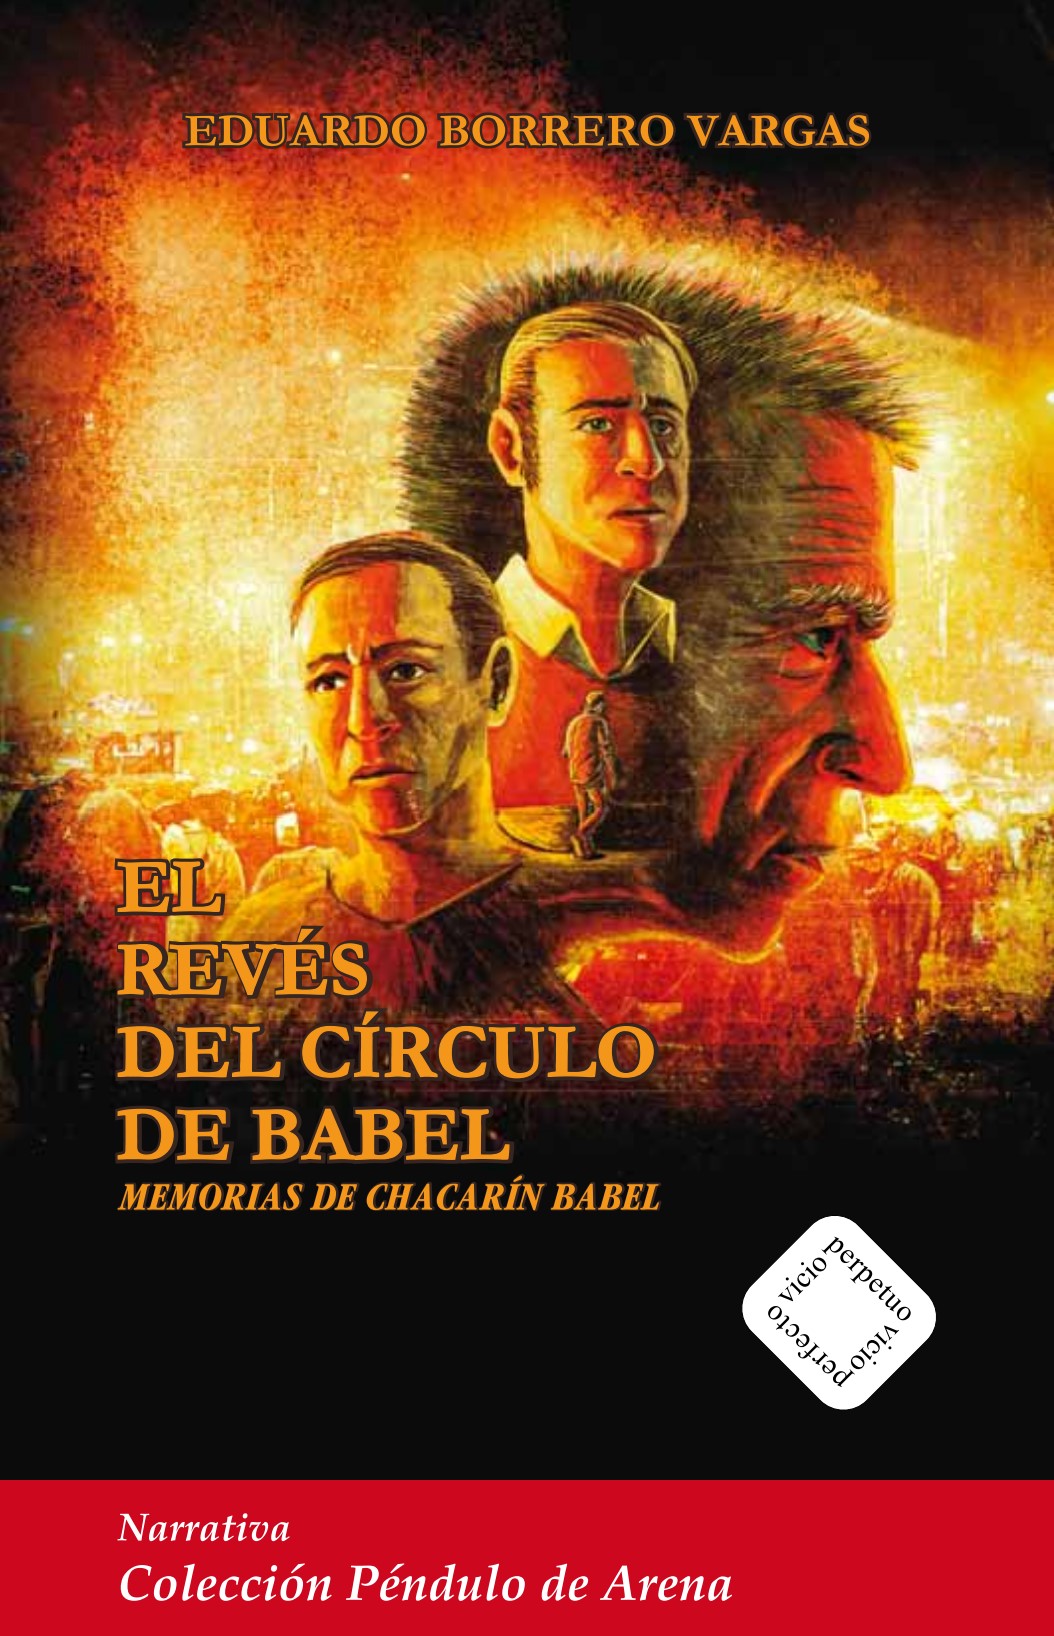 EDUARDO BORRERO VARGAS
EL
REVÉS
DEL CÍRCULO
DE BABEL
MEMORIAS DE CHACARÍN BABEL
vicio
perpetuo
vicio
perfecto
Narrativa
Colección Péndulo de Arena